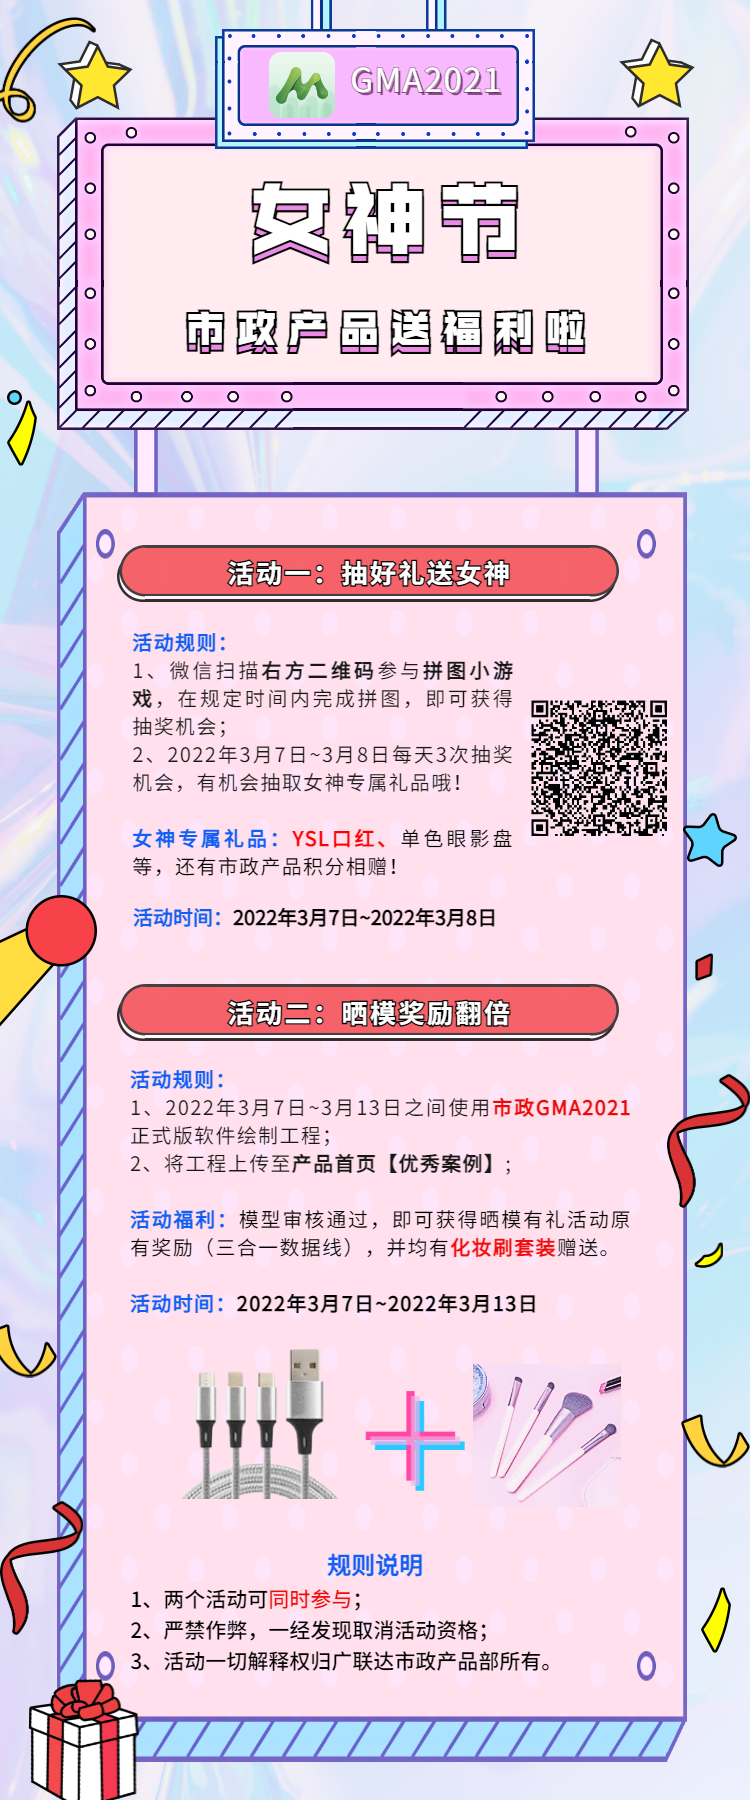 GMA2021
女神节
市政产品送福利啦
活动一：抽好礼送女神
活动规则：
1、微信扫描右方二维码参与拼图小游
戏，在规定时间内完成拼图，即可获得
抽奖机会；
2、2022年3月7日~3月8日每天3次抽奖
机会，有机会抽取女神专属礼品哦！
女神专属礼品：YSL口红、单色眼影盘
等，还有市政产品积分相赠！
活动时间：2022年3月7日~2022年3月8日
活动二：晒模奖励翻倍
活动规则：
1、2022年3月7日~3月13日之间使用市政GMA2021
正式版软件绘制工程；
2、将工程上传至产品首页【优秀案例】；
活动福利：模型审核通过，即可获得晒模有礼活动原
有奖励（三合一数据线），并均有化妆刷套装赠送。
活动时间：2022年3月7日~2022年3月13日
规则说明
1、两个活动可同时参与；
2、严禁作弊，一经发现取消活动资格；
3、活动一切解释权归广联达市政产品部所有。